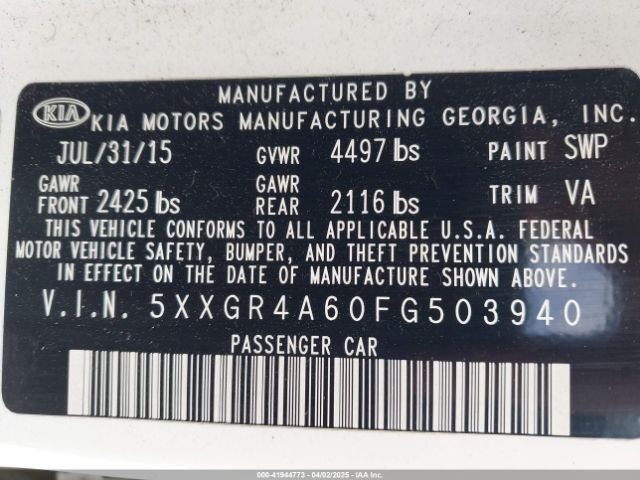 MANUFACTURED BY
KIA KIA MOTORS MANUFACTURING GEORGIA, INC.
JUL/31/15 GVWR 4497 lbs PAINT SWP
GAWR FRONT 2425 lbs GAWR REAR 2116 lbs TRIM VA
THIS VEHICLE CONFORMS TO ALL APPLICABLE U.S.A. FEDERAL
MOTOR VEHICLE SAFETY, BUMPER, AND THEFT PREVENTION STANDARDS
IN EFFECT ON THE DATE OF MANUFACTURE SHOWN ABOVE.
V.I.N. 5XXGR4A60FG503940
PASSENGER CAR
000-41944773 - 04/02/2025 - IAA Inc.